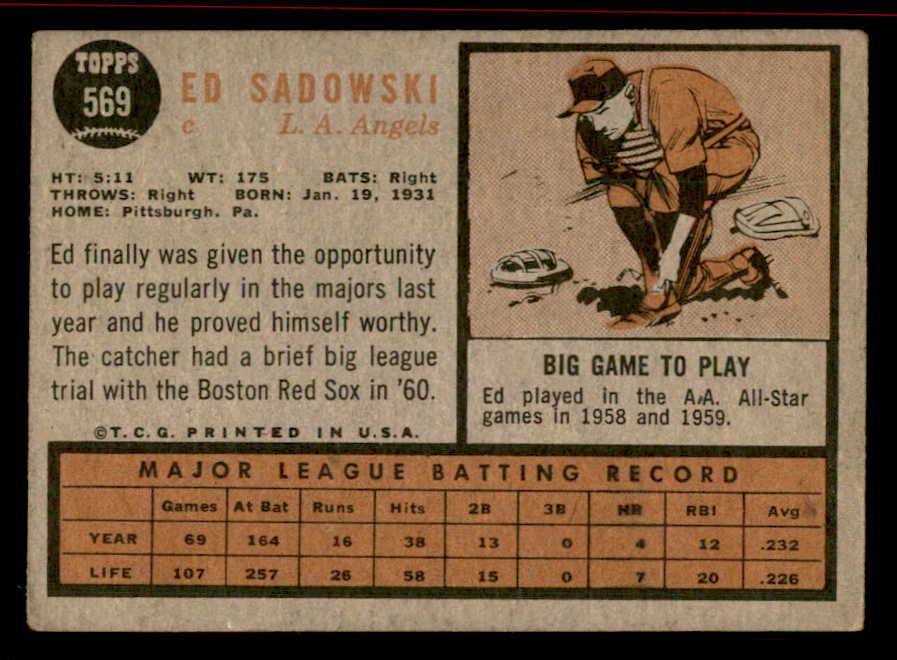 TOPPS
569
ED SADOWSKI
c L. A. Angels
HT: 5:11 WT: 175 BATS: Right
THROWS: Right BORN: Jan. 19, 1931
HOME: Pittsburgh. Pa.
Ed finally was given the opportunity
to play regularly in the majors last
year and he proved himself worthy.
The catcher had a brief big league
trial with the Boston Red Sox in '60.
©T.C.G. PRINTED IN U.S.A.
BIG GAME TO PLAY
Ed played in the A.A. All-Star
games in 1958 and 1959.
MAJOR LEAGUE BATTING RECORD
Games At Bat Runs Hits 2B 3B HR RBI Avg
YEAR 69 164 16 38 13 0 4 12 .232
LIFE 107 257 26 58 15 0 7 20 .226